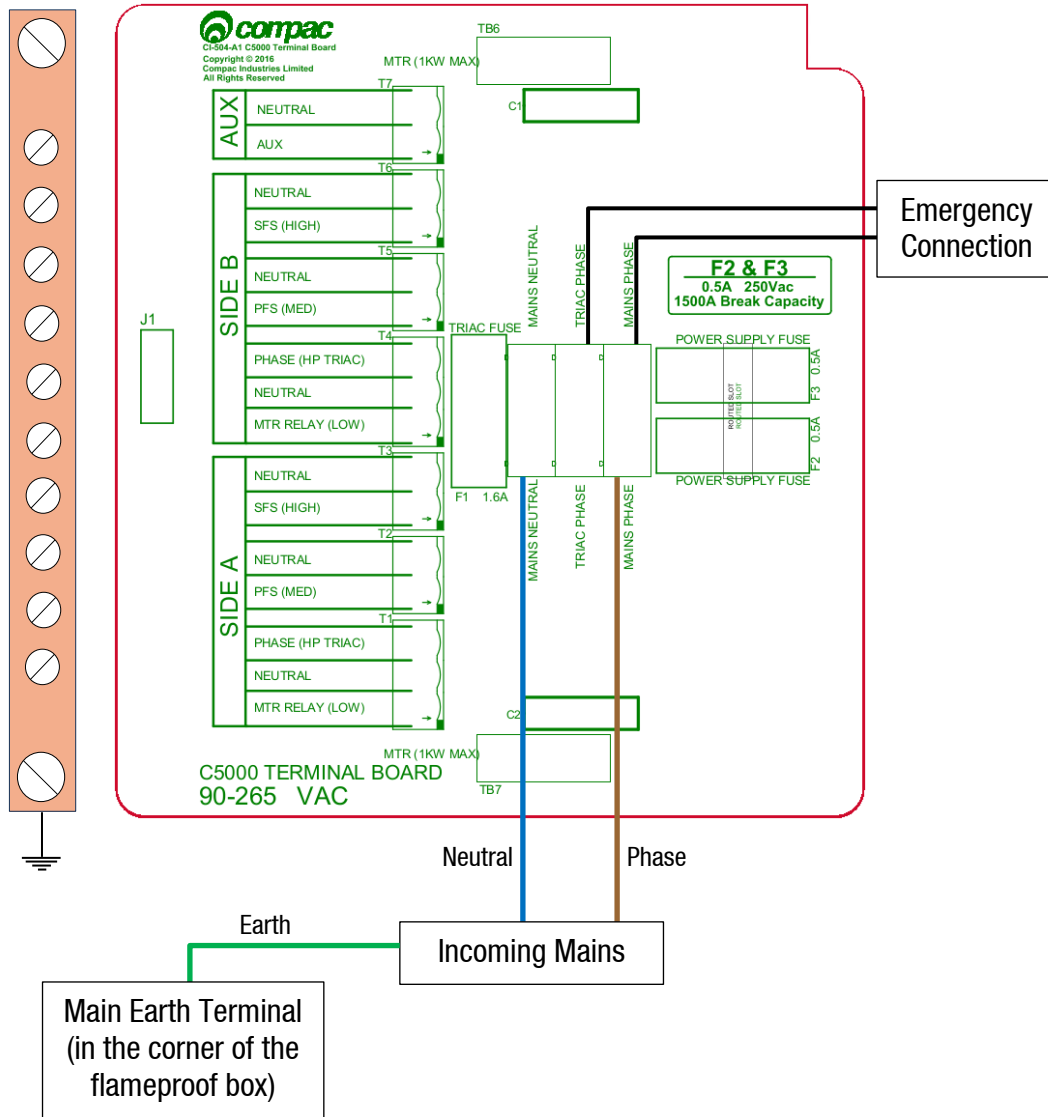 compac
CI-504-A1 C5000 Terminal Board
Copyright © 2016
Compac Industries Limited
All Rights Reserved
TB6
MTR (1KW MAX)
C1
T7
AUX
NEUTRAL
AUX
T6
SIDE B
NEUTRAL
SFS (HIGH)
T5
NEUTRAL
PFS (MED)
T4
PHASE (HP TRIAC)
NEUTRAL
MTR RELAY (LOW)
T3
SIDE A
NEUTRAL
SFS (HIGH)
T2
NEUTRAL
PFS (MED)
T1
PHASE (HP TRIAC)
NEUTRAL
MTR RELAY (LOW)
J1
TRIAC FUSE
F1 1.6A
MAINS NEUTRAL
TRIAC PHASE
MAINS PHASE
MAINS NEUTRAL
TRIAC PHASE
MAINS PHASE
Emergency
Connection
F2 & F3
0.5A 250Vac
1500A Break Capacity
POWER SUPPLY FUSE
F3 0.5A
ROUTED SLOT
ROUTED SLOT
F2 0.5A
POWER SUPPLY FUSE
C2
MTR (1KW MAX)
TB7
C5000 TERMINAL BOARD
90-265 VAC
Neutral
Phase
Earth
Incoming Mains
Main Earth Terminal
(in the corner of the
flameproof box)